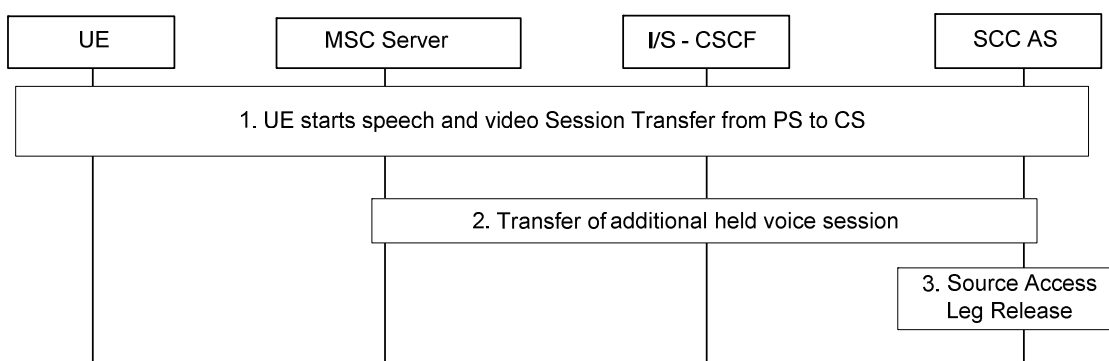 UE
MSC Server
I/S - CSCF
SCC AS
1. UE starts speech and video Session Transfer from PS to CS
2. Transfer of additional held voice session
3. Source Access
Leg Release